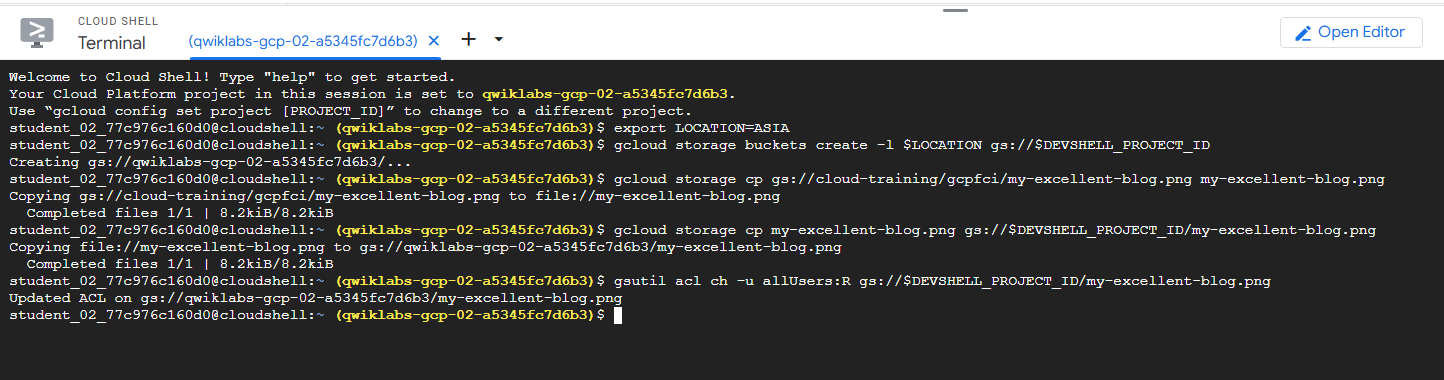 CLOUD SHELL
Terminal
(qwiklabs-gcp-02-a5345fc7d6b3)
Open Editor
Welcome to Cloud Shell! Type "help" to get started.
Your Cloud Platform project in this session is set to qwiklabs-gcp-02-a5345fc7d6b3.
Use “gcloud config set project [PROJECT_ID]” to change to a different project.
student_02_77c976c160d0@cloudshell:~ (qwiklabs-gcp-02-a5345fc7d6b3)$ export LOCATION=ASIA
student_02_77c976c160d0@cloudshell:~ (qwiklabs-gcp-02-a5345fc7d6b3)$ gcloud storage buckets create -l $LOCATION gs://$DEVSHELL_PROJECT_ID
Creating gs://qwiklabs-gcp-02-a5345fc7d6b3/...
student_02_77c976c160d0@cloudshell:~ (qwiklabs-gcp-02-a5345fc7d6b3)$ gcloud storage cp gs://cloud-training/gcpfci/my-excellent-blog.png my-excellent-blog.png
Copying gs://cloud-training/gcpfci/my-excellent-blog.png to file://my-excellent-blog.png
  Completed files 1/1 | 8.2kiB/8.2kiB
student_02_77c976c160d0@cloudshell:~ (qwiklabs-gcp-02-a5345fc7d6b3)$ gcloud storage cp my-excellent-blog.png gs://$DEVSHELL_PROJECT_ID/my-excellent-blog.png
Copying file://my-excellent-blog.png to gs://qwiklabs-gcp-02-a5345fc7d6b3/my-excellent-blog.png
  Completed files 1/1 | 8.2kiB/8.2kiB
student_02_77c976c160d0@cloudshell:~ (qwiklabs-gcp-02-a5345fc7d6b3)$ gsutil acl ch -u allUsers:R gs://$DEVSHELL_PROJECT_ID/my-excellent-blog.png
Updated ACL on gs://qwiklabs-gcp-02-a5345fc7d6b3/my-excellent-blog.png
student_02_77c976c160d0@cloudshell:~ (qwiklabs-gcp-02-a5345fc7d6b3)$